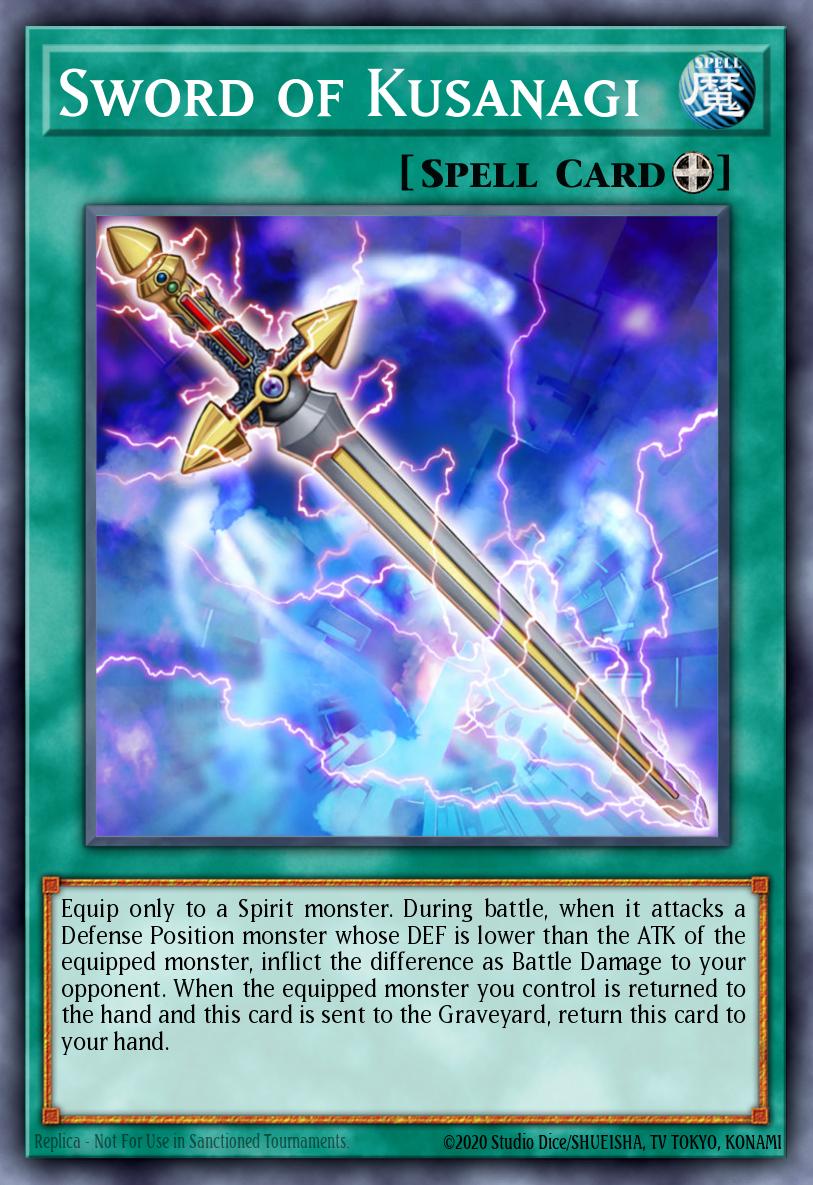 Sword of Kusanagi
SPELL
魔
[Spell Card]
Equip only to a Spirit monster. During battle, when it attacks a
Defense Position monster whose DEF is lower than the ATK of the
equipped monster, inflict the difference as Battle Damage to your
opponent. When the equipped monster you control is returned to
the hand and this card is sent to the Graveyard, return this card to
your hand.
Replica - Not For Use in Sanctioned Tournaments.
©2020 Studio Dice/SHUEISHA, TV TOKYO, KONAMI